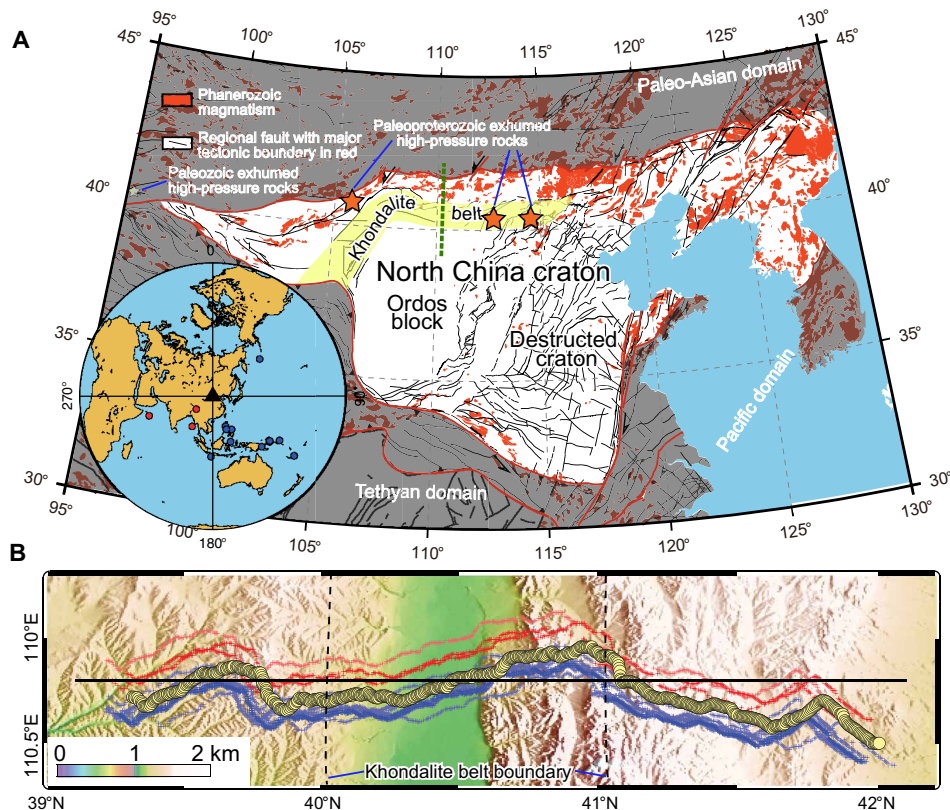 A
95° 100° 105° 110° 115° 120° 125° 130°
45° 45°
Paleo-Asian domain
Phanerozoic
magmatism
Regional fault with major
tectonic boundary in red
Paleoproterozoic exhumed
high-pressure rocks
Paleozoic exhumed
high-pressure rocks
40° 40°
Khondalite belt
North China craton
Ordos
block
Destructed
craton
35° 35°
Pacific domain
Tethyan domain
0
270°
90°
180°
30° 30°
95° 100° 105° 110° 115° 120° 125° 130°
B
110°E
110.5°E
0 1 2 km
Khondalite belt boundary
39°N 40°N 41°N 42°N